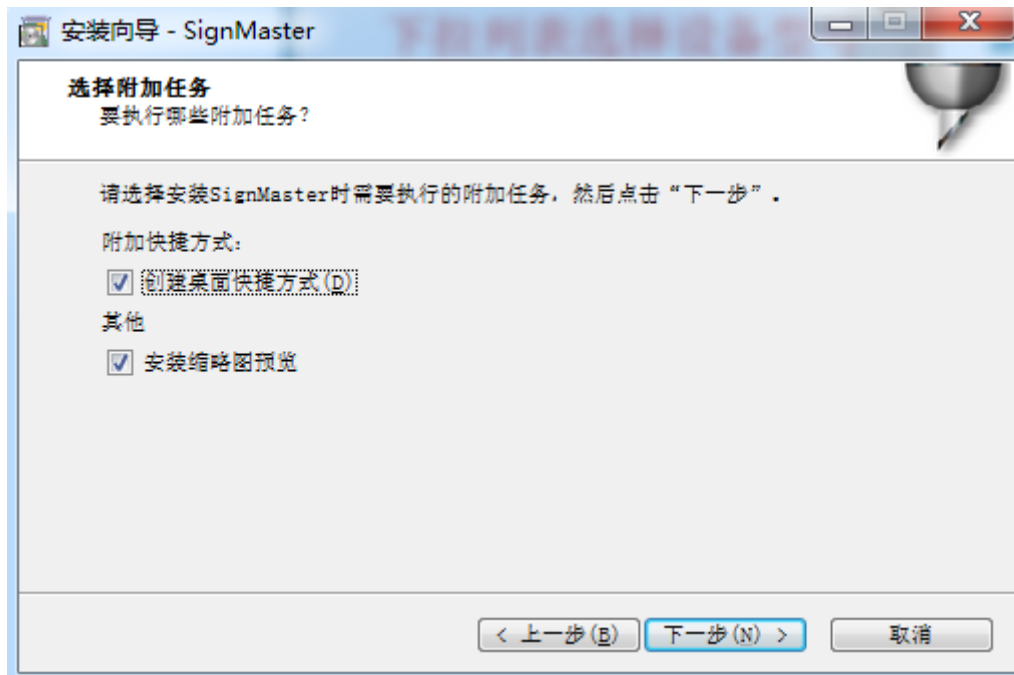 安装向导 - SignMaster
选择附加任务
要执行哪些附加任务？
请选择安装SignMaster时需要执行的附加任务，然后点击“下一步”.
附加快捷方式:
创建桌面快捷方式(D)
其他
安装缩略图预览
< 上一步(B) 下一步(N) > 取消